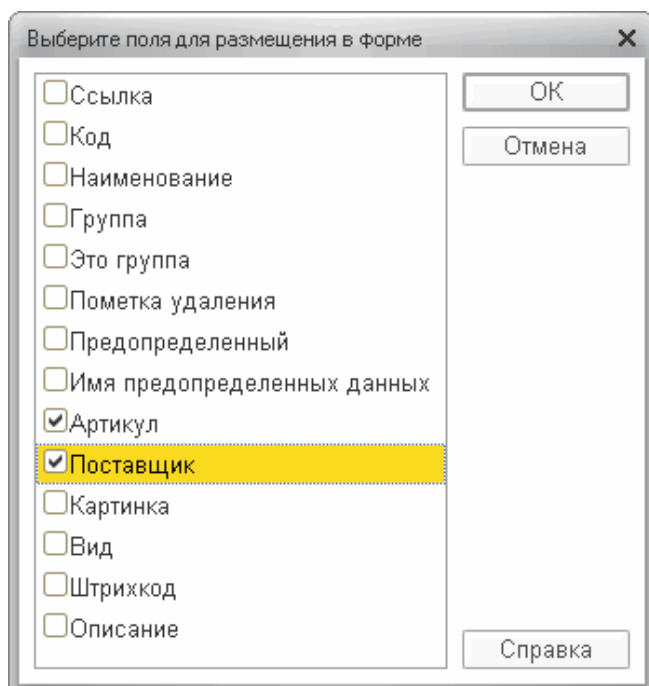 Выберите поля для размещения в форме
Ссылка
Код
Наименование
Группа
Это группа
Пометка удаления
Предопределенный
Имя предопределенных данных
Артикул
Поставщик
Картинка
Вид
Штрихкод
Описание
ОК
Отмена
Справка